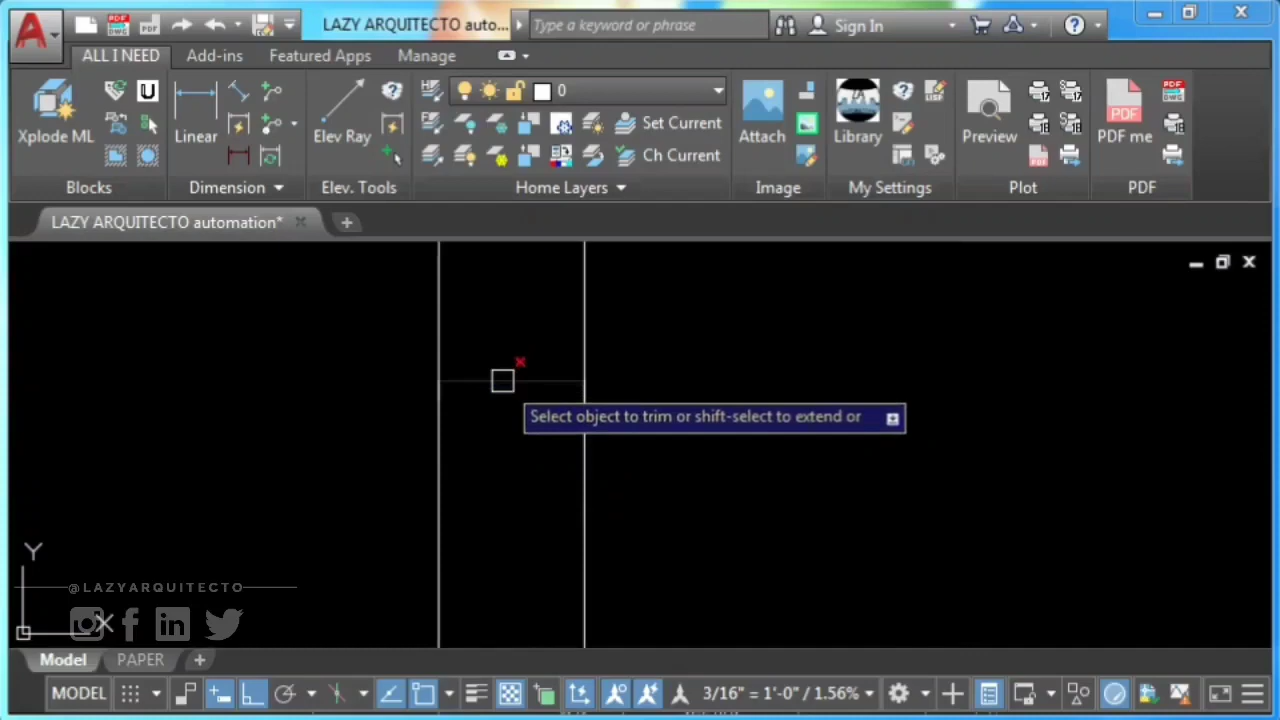 LAZY ARQUITECTO auto...
Type a keyword or phrase
Sign In
ALL I NEED
Add-ins
Featured Apps
Manage
0
Xplode ML
Linear
Elev Ray
Set Current
Ch Current
Attach
Library
Preview
PDF
PDF me
Blocks
Dimension
Elev. Tools
Home Layers
Image
My Settings
Plot
PDF
LAZY ARQUITECTO automation*
Select object to trim or shift-select to extend or
Y
@LAZYARQUITECTO
X
Model
PAPER
MODEL
3/16" = 1'-0" / 1.56%